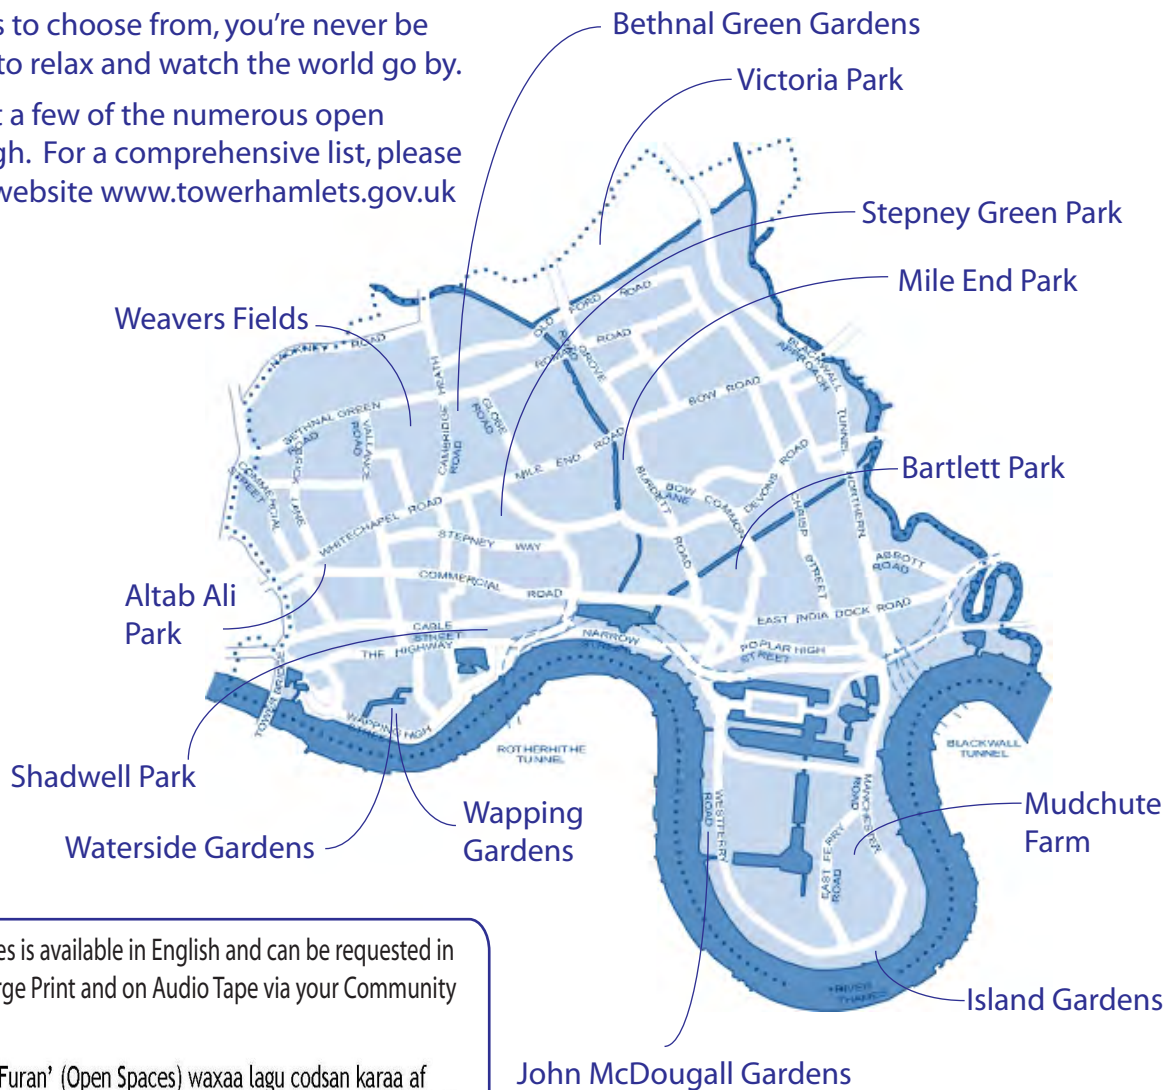 s to choose from, you're never be
to relax and watch the world go by.
t a few of the numerous open
gh. For a comprehensive list, please
website www.towerhamlets.gov.uk
Bethnal Green Gardens
Victoria Park
Stepney Green Park
Mile End Park
Weavers Fields
Bartlett Park
Altab Ali
Park
Shadwell Park
Waterside Gardens
Wapping
Gardens
Mudchute
Farm
Island Gardens
John McDougall Gardens
HACKNEY ROAD
OLD FORD ROAD
ROMAN ROAD
GROVE ROAD
BETHNAL GREEN
ROAD
VALLANCE
ROAD
CAMBRIDGE HEATH
ROAD
GLOBE
ROAD
BRICK LANE
COMMERCIAL
STREET
MILE END ROAD
BOW ROAD
BLACKWALL TUNNEL NORTHERN
APPROACH
WHITECHAPEL ROAD
STEPNEY WAY
BURDETT ROAD
BOW COMMON
LANE
DEVONS ROAD
CHRISP STREET
ABBOTT
ROAD
COMMERCIAL ROAD
EAST INDIA DOCK ROAD
CABLE
STREET
THE HIGHWAY
NARROW
STREET
POPLAR HIGH
STREET
TOWER BRIDGE
WAPPING HIGH
STREET
ROTHERHITHE
TUNNEL
BLACKWALL
TUNNEL
WESTFERRY
ROAD
MANCHESTER
ROAD
EAST FERRY
ROAD
RIVER
THAMES
es is available in English and can be requested in
rge Print and on Audio Tape via your Community
Furan' (Open Spaces) waxaa lagu codsan karaa af